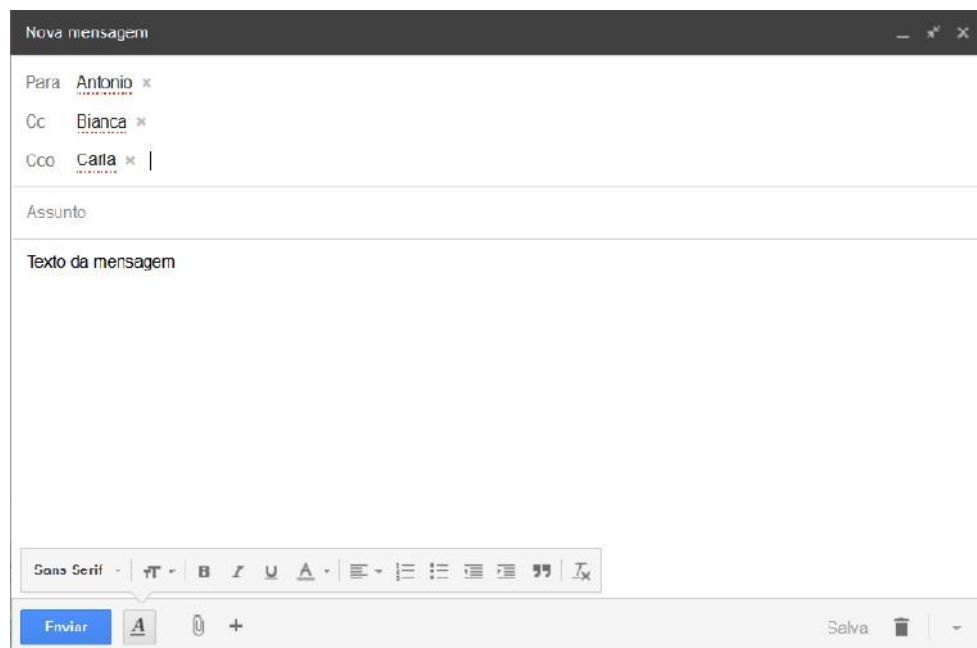 Nova mensagem
Para Antonio
Cc Bianca
Cco Carla
Assunto
Texto da mensagem
Sans Serif
Enviar
Salva